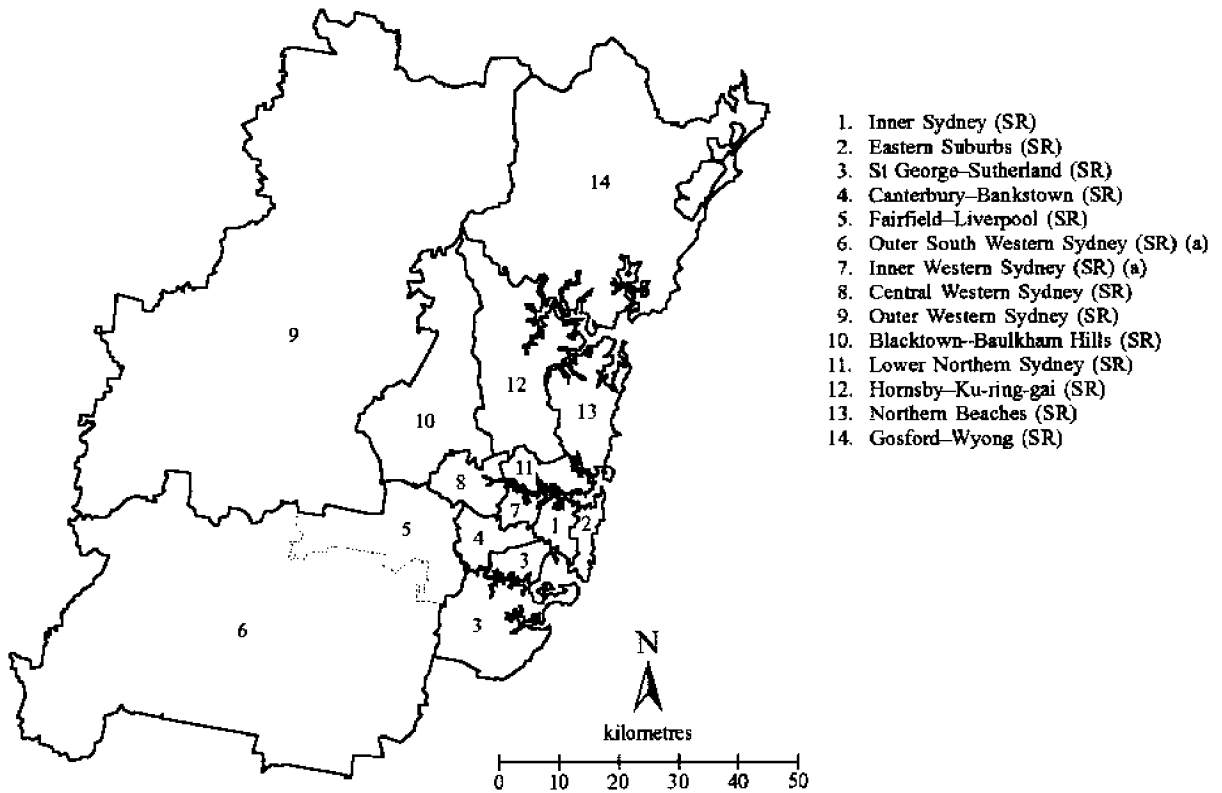 14
9
12
13
10
11
8
7
1
2
5
4
3
6
3
1. Inner Sydney (SR)
2. Eastern Suburbs (SR)
3. St George–Sutherland (SR)
4. Canterbury–Bankstown (SR)
5. Fairfield–Liverpool (SR)
6. Outer South Western Sydney (SR) (a)
7. Inner Western Sydney (SR) (a)
8. Central Western Sydney (SR)
9. Outer Western Sydney (SR)
10. Blacktown--Baulkham Hills (SR)
11. Lower Northern Sydney (SR)
12. Hornsby–Ku-ring-gai (SR)
13. Northern Beaches (SR)
14. Gosford–Wyong (SR)
N
kilometres
0 10 20 30 40 50